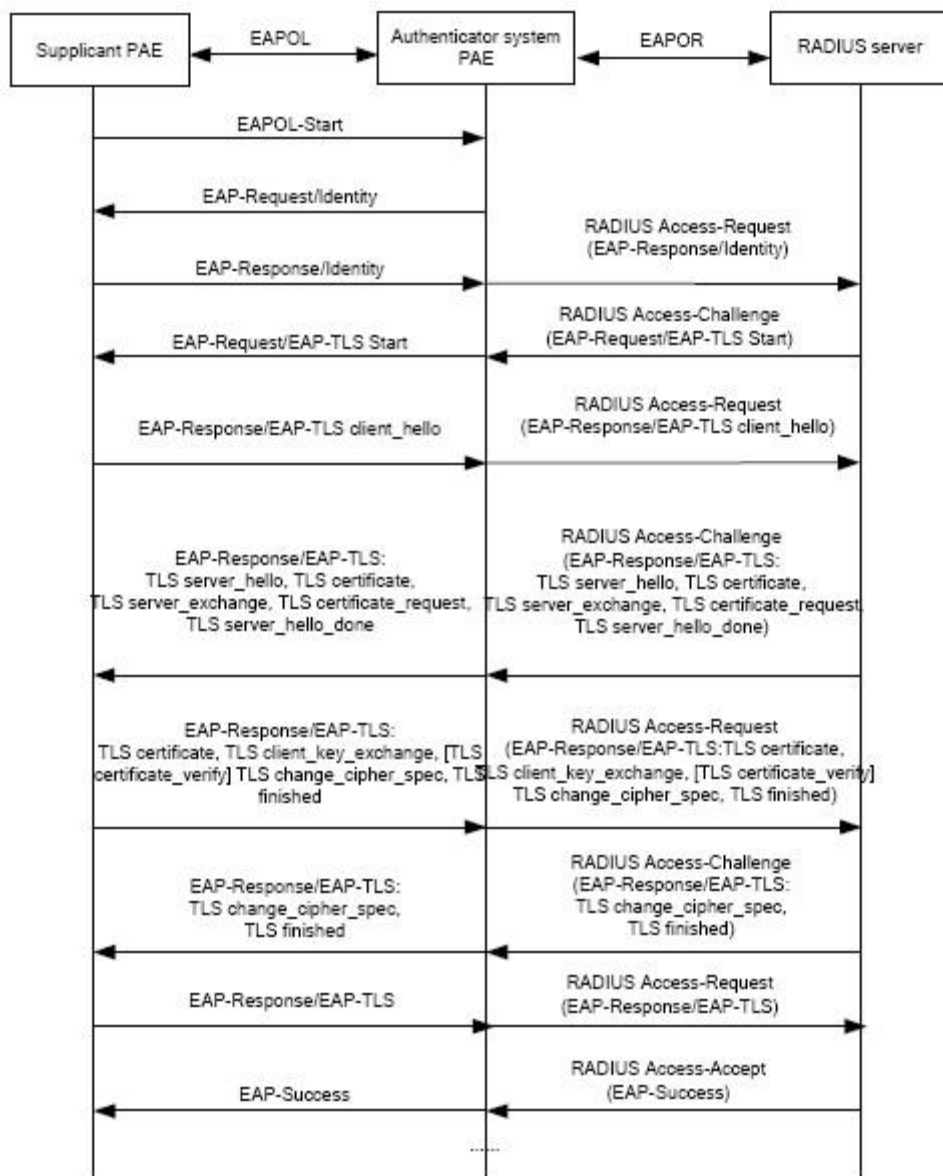 Supplicant PAE
EAPOL
Authenticator system
PAE
EAPOR
RADIUS server
EAPOL-Start
EAP-Request/Identity
RADIUS Access-Request
(EAP-Response/Identity)
EAP-Response/Identity
RADIUS Access-Challenge
(EAP-Request/EAP-TLS Start)
EAP-Request/EAP-TLS Start
RADIUS Access-Request
(EAP-Response/EAP-TLS client_hello)
EAP-Response/EAP-TLS client_hello
EAP-Response/EAP-TLS:
TLS server_hello, TLS certificate,
TLS server_exchange, TLS certificate_request,
TLS server_hello_done
RADIUS Access-Challenge
(EAP-Response/EAP-TLS:
TLS server_hello, TLS certificate,
TLS server_exchange, TLS certificate_request,
TLS server_hello_done)
EAP-Response/EAP-TLS:
TLS certificate, TLS client_key_exchange, [TLS
certificate_verify] TLS change_cipher_spec, TLS
finished
RADIUS Access-Request
(EAP-Response/EAP-TLS:TLS certificate,
TLS client_key_exchange, [TLS certificate_verify]
TLS change_cipher_spec, TLS finished)
EAP-Response/EAP-TLS:
TLS change_cipher_spec,
TLS finished
RADIUS Access-Challenge
(EAP-Response/EAP-TLS:
TLS change_cipher_spec,
TLS finished)
EAP-Response/EAP-TLS
RADIUS Access-Request
(EAP-Response/EAP-TLS)
EAP-Success
RADIUS Access-Accept
(EAP-Success)
......